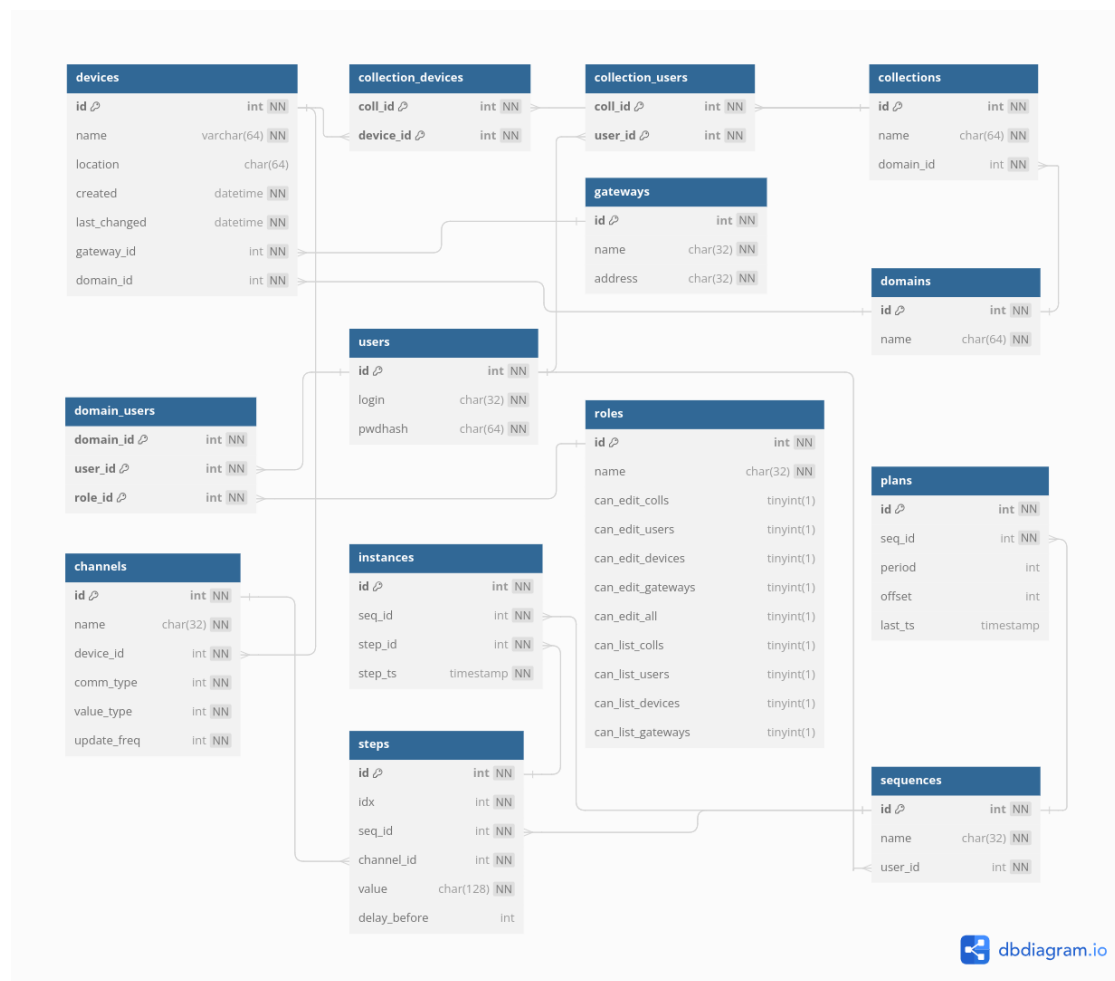 devices
id int NN
name varchar(64) NN
location char(64)
created datetime NN
last_changed datetime NN
gateway_id int NN
domain_id int NN
collection_devices
coll_id int NN
device_id int NN
collection_users
coll_id int NN
user_id int NN
collections
id int NN
name char(64) NN
domain_id int NN
gateways
id int NN
name char(32) NN
address char(32) NN
domains
id int NN
name char(64) NN
users
id int NN
login char(32) NN
pwdhash char(64) NN
domain_users
domain_id int NN
user_id int NN
role_id int NN
roles
id int NN
name char(32) NN
can_edit_colls tinyint(1)
can_edit_users tinyint(1)
can_edit_devices tinyint(1)
can_edit_gateways tinyint(1)
can_edit_all tinyint(1)
can_list_colls tinyint(1)
can_list_users tinyint(1)
can_list_devices tinyint(1)
can_list_gateways tinyint(1)
plans
id int NN
seq_id int NN
period int
offset int
last_ts timestamp
channels
id int NN
name char(32) NN
device_id int NN
comm_type int NN
value_type int NN
update_freq int NN
instances
id int NN
seq_id int NN
step_id int NN
step_ts timestamp NN
steps
id int NN
idx int NN
seq_id int NN
channel_id int NN
value char(128) NN
delay_before int
sequences
id int NN
name char(32) NN
user_id int NN
dbdiagram.io